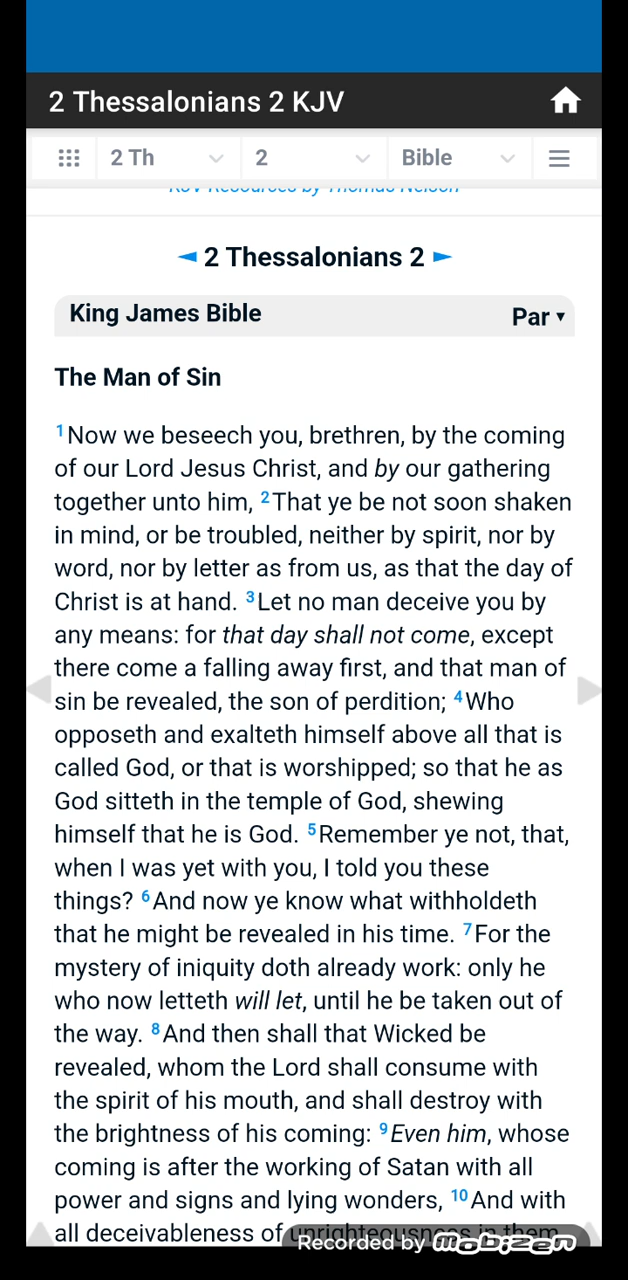 2 Thessalonians 2 KJV
2 Th 2 Bible
KJV Resources by Thomas Nelson
◄ 2 Thessalonians 2 ►
King James Bible Par ▾
The Man of Sin
1 Now we beseech you, brethren, by the coming
of our Lord Jesus Christ, and by our gathering
together unto him, 2 That ye be not soon shaken
in mind, or be troubled, neither by spirit, nor by
word, nor by letter as from us, as that the day of
Christ is at hand. 3 Let no man deceive you by
any means: for that day shall not come, except
there come a falling away first, and that man of
sin be revealed, the son of perdition; 4 Who
opposeth and exalteth himself above all that is
called God, or that is worshipped; so that he as
God sitteth in the temple of God, shewing
himself that he is God. 5 Remember ye not, that,
when I was yet with you, I told you these
things? 6 And now ye know what withholdeth
that he might be revealed in his time. 7 For the
mystery of iniquity doth already work: only he
who now letteth will let, until he be taken out of
the way. 8 And then shall that Wicked be
revealed, whom the Lord shall consume with
the spirit of his mouth, and shall destroy with
the brightness of his coming: 9 Even him, whose
coming is after the working of Satan with all
power and signs and lying wonders, 10 And with
all deceivableness of unrighteousness in them
Recorded by mobizen